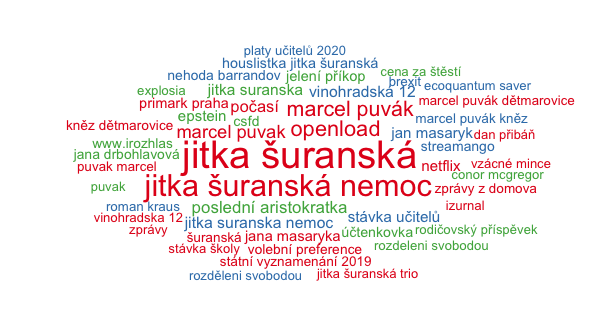 platy učitelů 2020
houslistka jitka šuranská
nehoda barrandov jelení příkop cena za štěstí
brexit
explosia jitka suranska vinohradská 12 ecoquantum saver
primark praha počasí marcel puvák marcel puvák dětmarovice
epstein csfd marcel puvák kněz
kněz dětmarovice marcel puvak openload jan masaryk dan přibáň
www.irozhlas streamango
jana drbohlavová jitka šuranská vzácné mince
puvak marcel netflix conor mcgregor
puvak jitka šuranská nemoc zprávy z domova
roman kraus poslední aristokratka izurnal
vinohradska 12 jitka suranska nemoc stávka učitelů
zprávy šuranská jana masaryka účtenkovka rodičovský příspěvek
stávka školy volební preference rozdeleni svobodou
státní vyznamenání 2019
rozděleni svobodou jitka šuranská trio